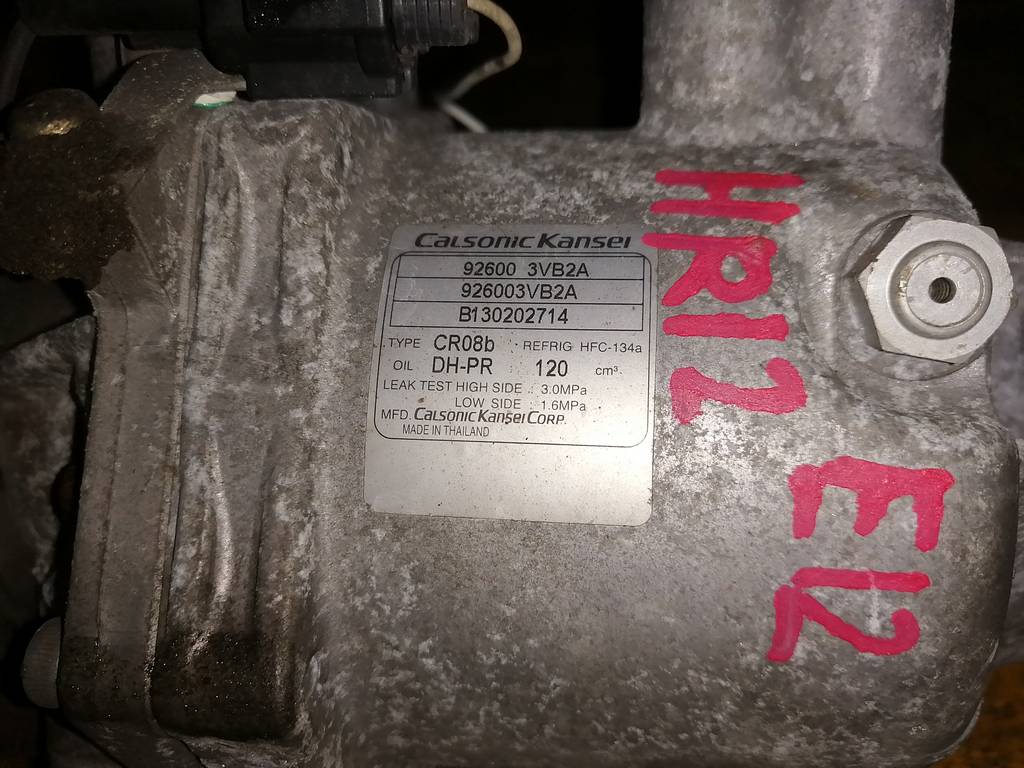 Calsonic Kansei
92600 3VB2A
926003VB2A
B130202714
TYPE CR08b REFRIG HFC-134a
OIL DH-PR 120 cm³
LEAK TEST HIGH SIDE : 3.0MPa
LOW SIDE : 1.6MPa
MFD. Calsonic Kansei Corp.
MADE IN THAILAND
HR12
E12